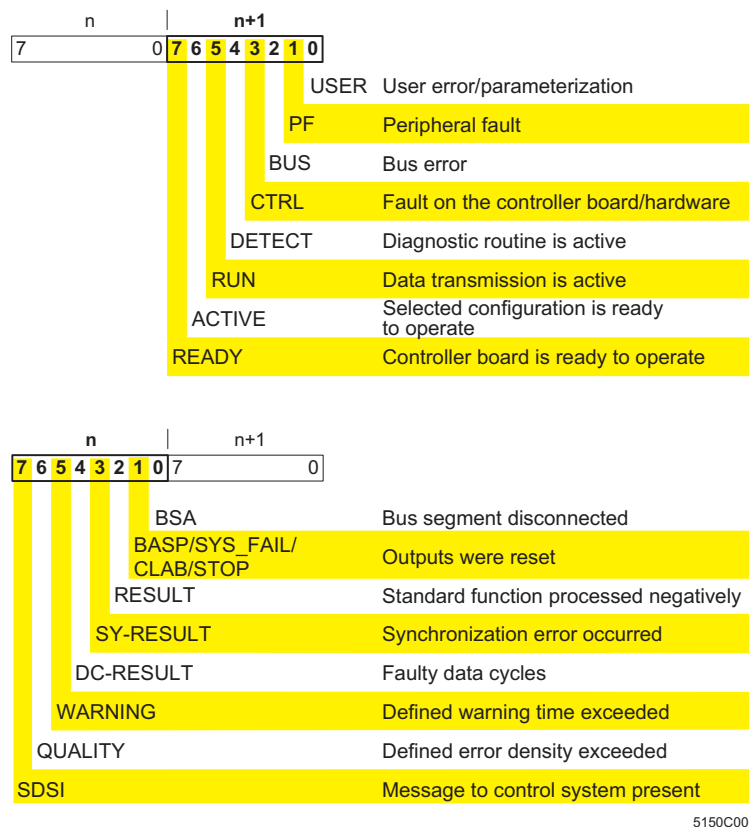 n n+1
7 0 7 6 5 4 3 2 1 0
USER User error/parameterization
PF Peripheral fault
BUS Bus error
CTRL Fault on the controller board/hardware
DETECT Diagnostic routine is active
RUN Data transmission is active
ACTIVE Selected configuration is ready
to operate
READY Controller board is ready to operate
n n+1
7 6 5 4 3 2 1 0 7 0
BSA Bus segment disconnected
BASP/SYS_FAIL/
CLAB/STOP Outputs were reset
RESULT Standard function processed negatively
SY-RESULT Synchronization error occurred
DC-RESULT Faulty data cycles
WARNING Defined warning time exceeded
QUALITY Defined error density exceeded
SDSI Message to control system present
5150C00